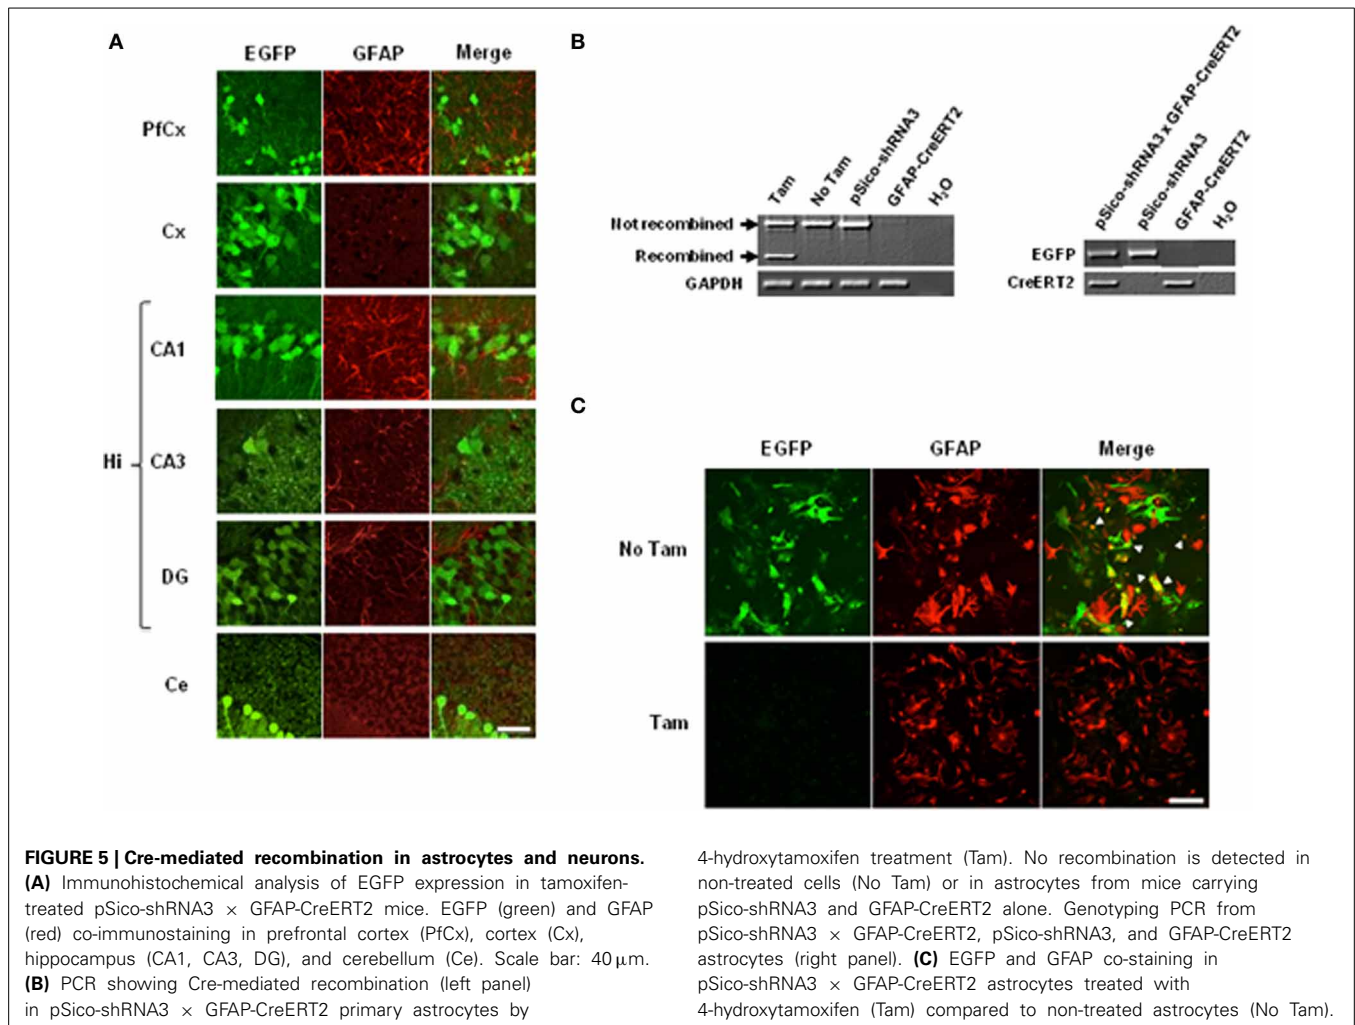 A
EGFP GFAP Merge
PfCx
Cx
CA1
Hi CA3
DG
Ce
B
Tam No Tam pSico-shRNA3 GFAP-CreERT2 H₂O
Not recombined
Recombined
GAPDH
pSico-shRNA3 x GFAP-CreERT2 pSico-shRNA3 GFAP-CreERT2 H₂O
EGFP
CreERT2
C
EGFP GFAP Merge
No Tam
Tam
FIGURE 5 | Cre-mediated recombination in astrocytes and neurons.
(A) Immunohistochemical analysis of EGFP expression in tamoxifen-
treated pSico-shRNA3 × GFAP-CreERT2 mice. EGFP (green) and GFAP
(red) co-immunostaining in prefrontal cortex (PfCx), cortex (Cx),
hippocampus (CA1, CA3, DG), and cerebellum (Ce). Scale bar: 40 μm.
(B) PCR showing Cre-mediated recombination (left panel)
in pSico-shRNA3 × GFAP-CreERT2 primary astrocytes by
4-hydroxytamoxifen treatment (Tam). No recombination is detected in
non-treated cells (No Tam) or in astrocytes from mice carrying
pSico-shRNA3 and GFAP-CreERT2 alone. Genotyping PCR from
pSico-shRNA3 × GFAP-CreERT2, pSico-shRNA3, and GFAP-CreERT2
astrocytes (right panel). (C) EGFP and GFAP co-staining in
pSico-shRNA3 × GFAP-CreERT2 astrocytes treated with
4-hydroxytamoxifen (Tam) compared to non-treated astrocytes (No Tam).